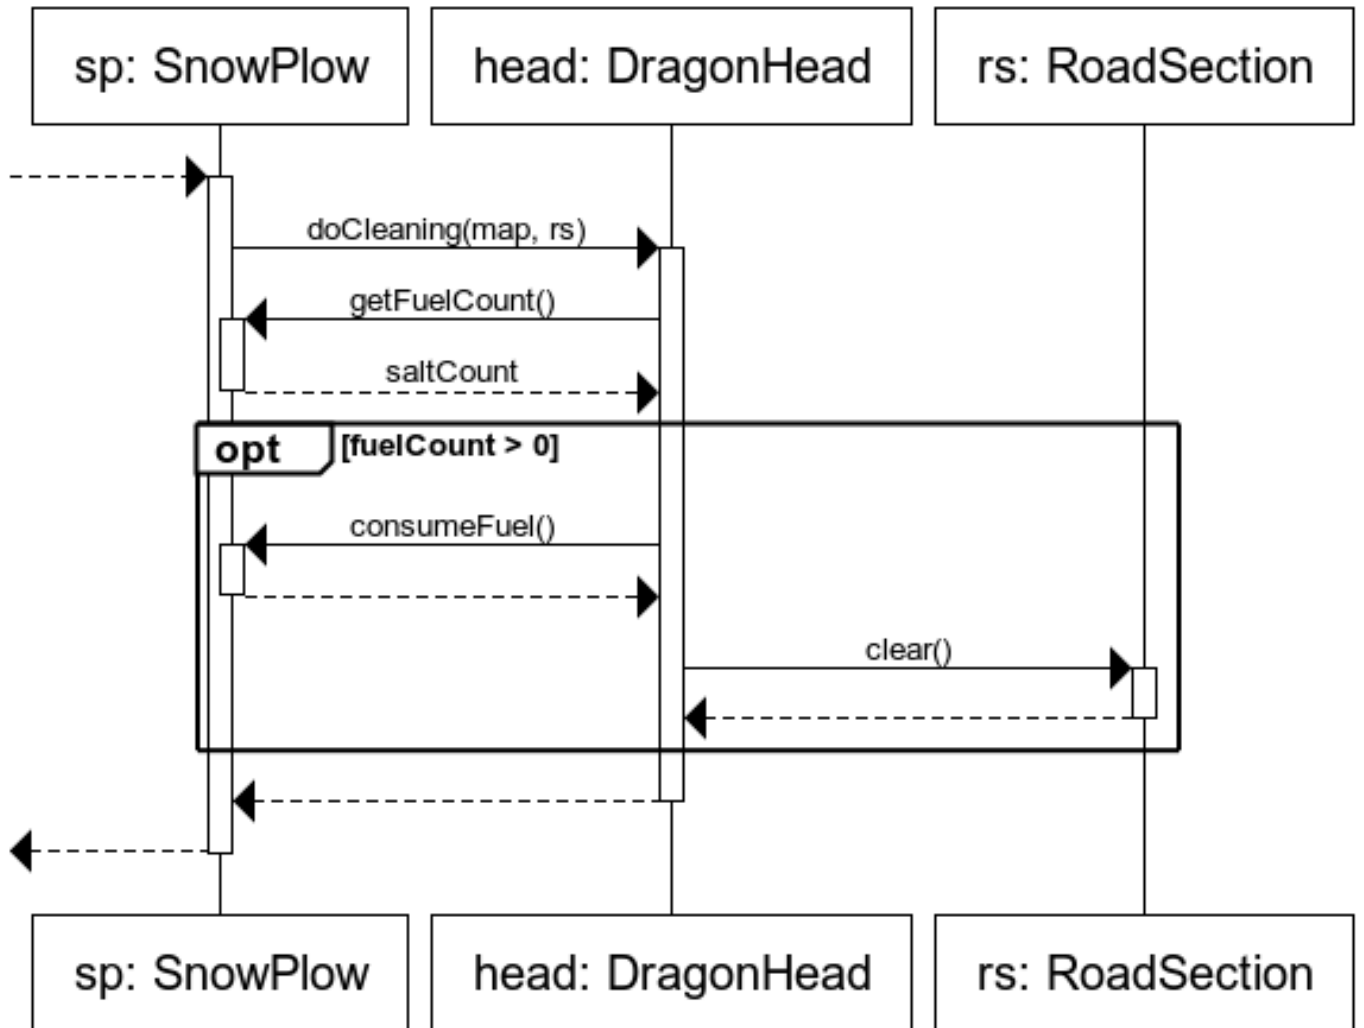 sp: SnowPlow
head: DragonHead
rs: RoadSection
doCleaning(map, rs)
getFuelCount()
saltCount
opt
[fuelCount > 0]
consumeFuel()
clear()
sp: SnowPlow
head: DragonHead
rs: RoadSection